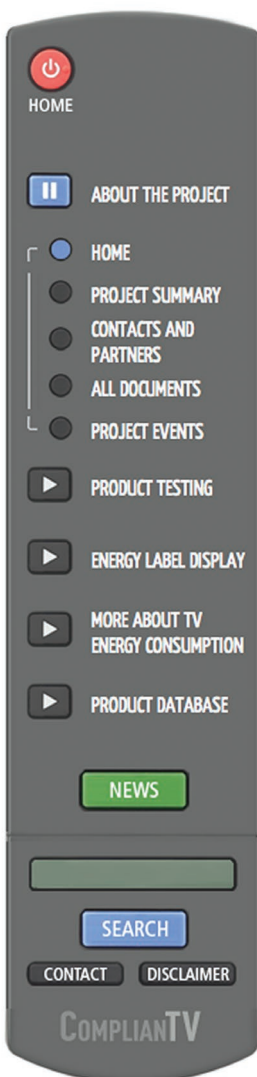 HOME
ABOUT THE PROJECT
HOME
PROJECT SUMMARY
CONTACTS AND
PARTNERS
ALL DOCUMENTS
PROJECT EVENTS
PRODUCT TESTING
ENERGY LABEL DISPLAY
MORE ABOUT TV
ENERGY CONSUMPTION
PRODUCT DATABASE
NEWS
SEARCH
CONTACT DISCLAIMER
COMPLIANTV